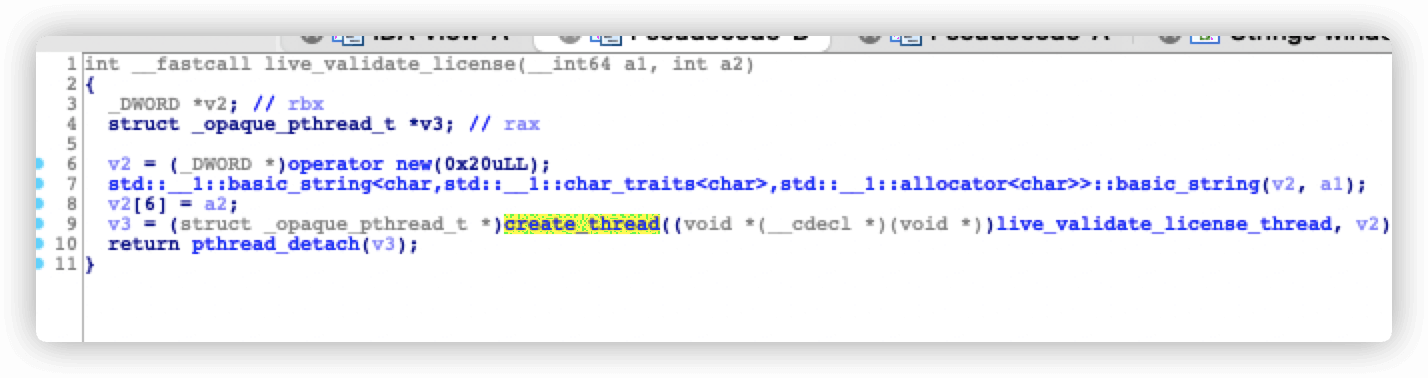 1 int __fastcall live_validate_license(__int64 a1, int a2)
2 {
3 _DWORD *v2; // rbx
4 struct _opaque_pthread_t *v3; // rax
5
6 v2 = (_DWORD *)operator new(0x20uLL);
7 std::__1::basic_string<char,std::__1::char_traits<char>,std::__1::allocator<char>>::basic_string(v2, a1);
8 v2[6] = a2;
9 v3 = (struct _opaque_pthread_t *)create_thread((void *(__cdecl *)(void *))live_validate_license_thread, v2)
10 return pthread_detach(v3);
11 }